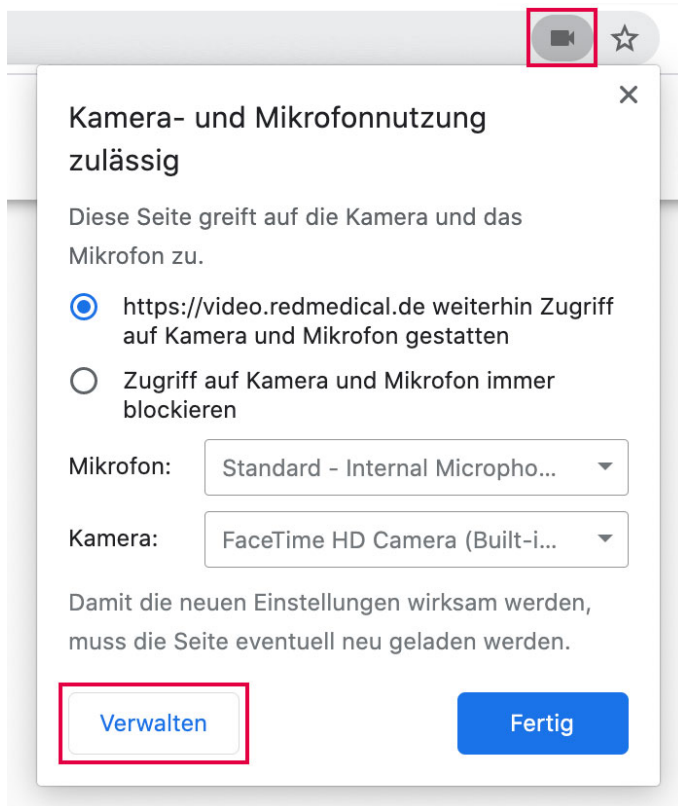 Kamera- und Mikrofonnutzung
zulässig
Diese Seite greift auf die Kamera und das
Mikrofon zu.
https://video.redmedical.de weiterhin Zugriff
auf Kamera und Mikrofon gestatten
Zugriff auf Kamera und Mikrofon immer
blockieren
Mikrofon: Standard - Internal Micropho...
Kamera: FaceTime HD Camera (Built-i...
Damit die neuen Einstellungen wirksam werden,
muss die Seite eventuell neu geladen werden.
Verwalten Fertig